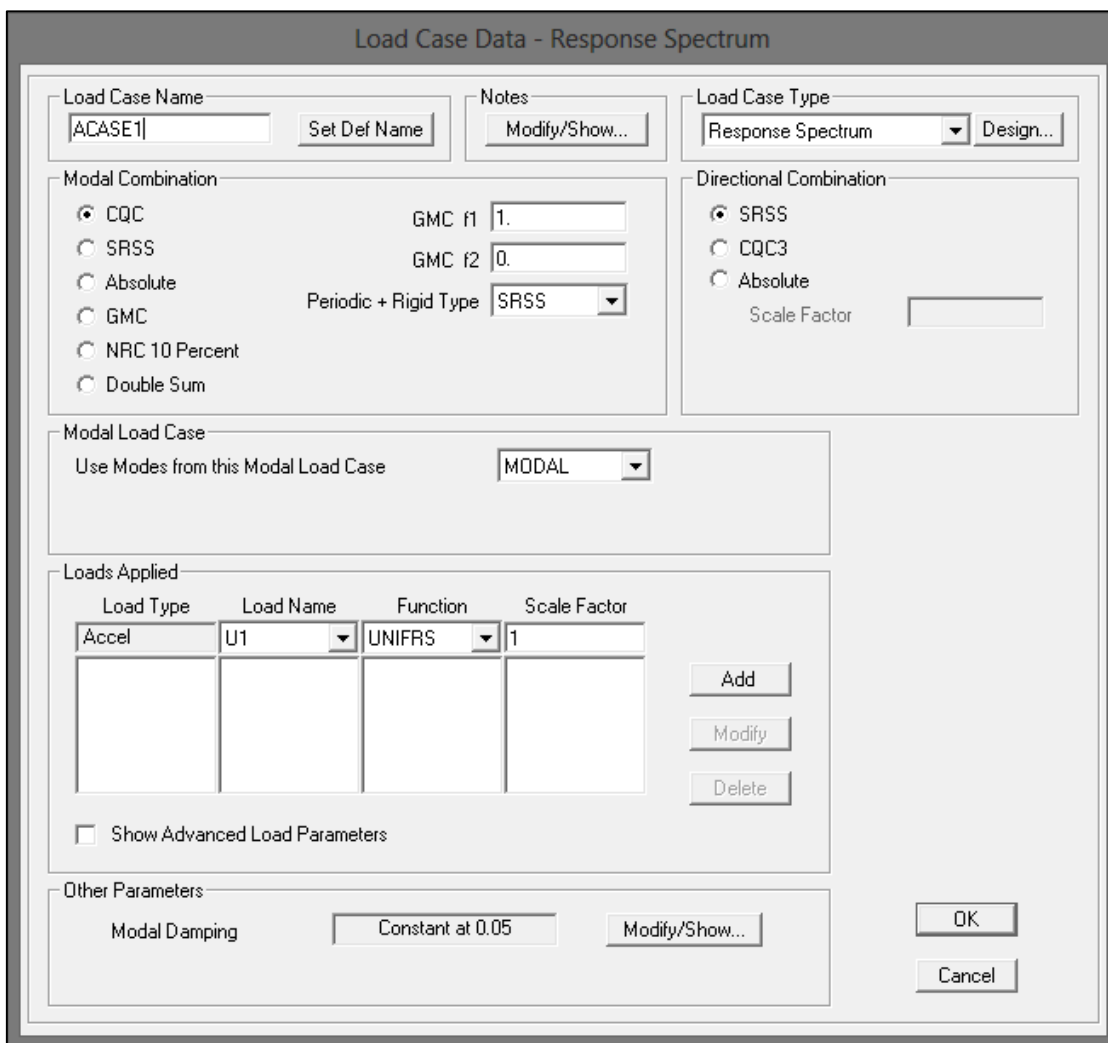 Load Case Data - Response Spectrum
Load Case Name
ACASE1
Set Def Name
Notes
Modify/Show...
Load Case Type
Response Spectrum
Design...
Modal Combination
CQC
SRSS
Absolute
GMC
NRC 10 Percent
Double Sum
GMC f1 1.
GMC f2 0.
Periodic + Rigid Type SRSS
Directional Combination
SRSS
CQC3
Absolute
Scale Factor
Modal Load Case
Use Modes from this Modal Load Case MODAL
Loads Applied
Load Type Load Name Function Scale Factor
Accel U1 UNIFRS 1
Add
Modify
Delete
Show Advanced Load Parameters
Other Parameters
Modal Damping Constant at 0.05 Modify/Show...
OK
Cancel